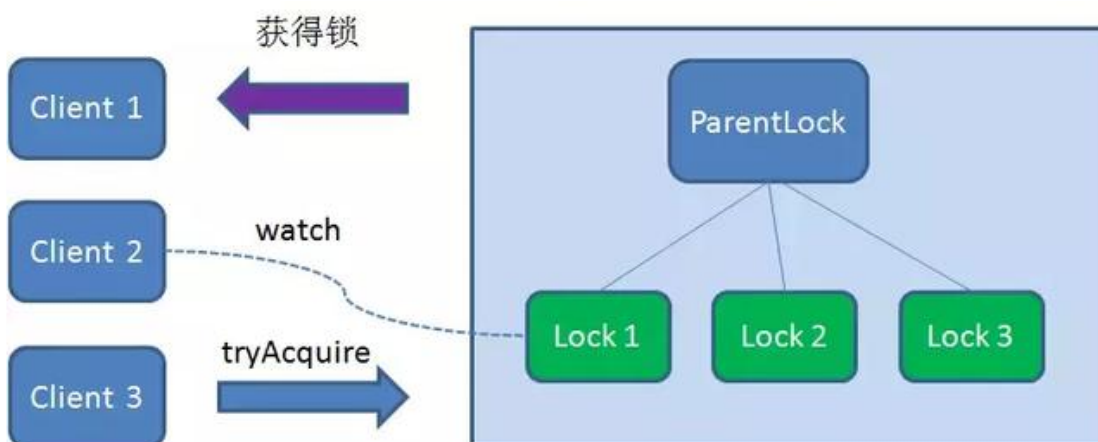 获得锁
Client 1
ParentLock
Client 2
watch
Lock 1
Lock 2
Lock 3
tryAcquire
Client 3